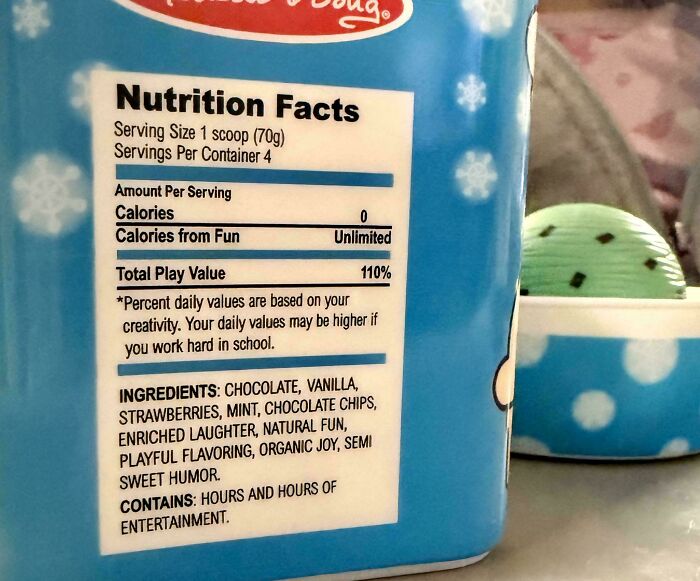 Doug®
Nutrition Facts
Serving Size 1 scoop (70g)
Servings Per Container 4
Amount Per Serving
Calories 0
Calories from Fun Unlimited
Total Play Value 110%
*Percent daily values are based on your
creativity. Your daily values may be higher if
you work hard in school.
INGREDIENTS: CHOCOLATE, VANILLA,
STRAWBERRIES, MINT, CHOCOLATE CHIPS,
ENRICHED LAUGHTER, NATURAL FUN,
PLAYFUL FLAVORING, ORGANIC JOY, SEMI
SWEET HUMOR.
CONTAINS: HOURS AND HOURS OF
ENTERTAINMENT.